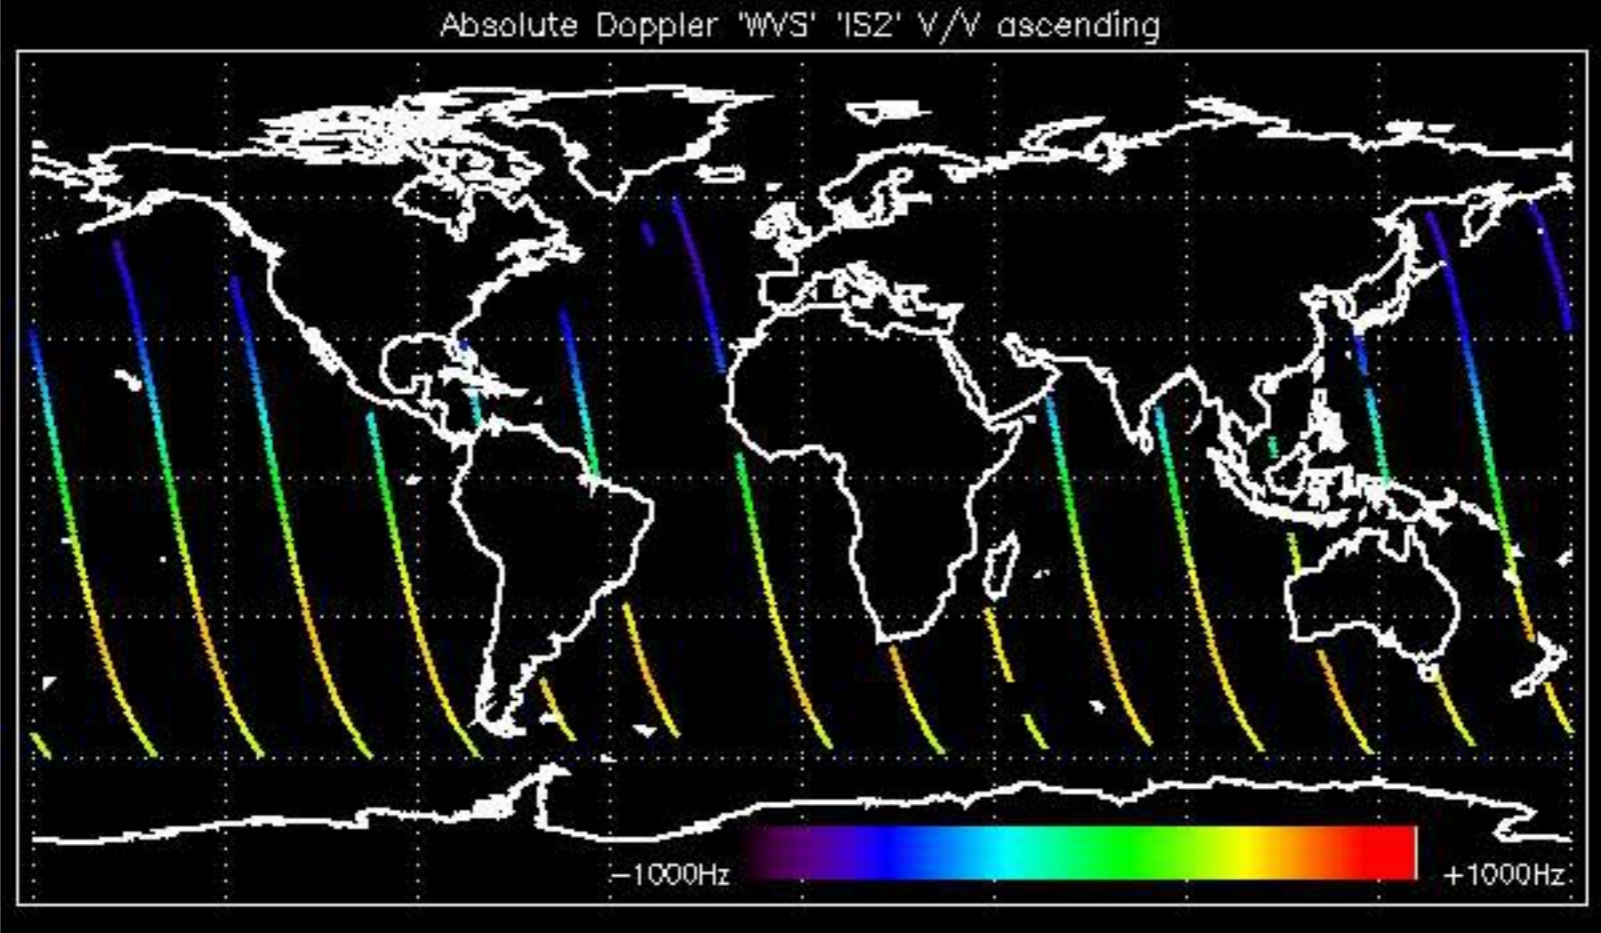 Absolute Doppler 'WVS' 'IS2' V/V ascending
-1000Hz +1000Hz